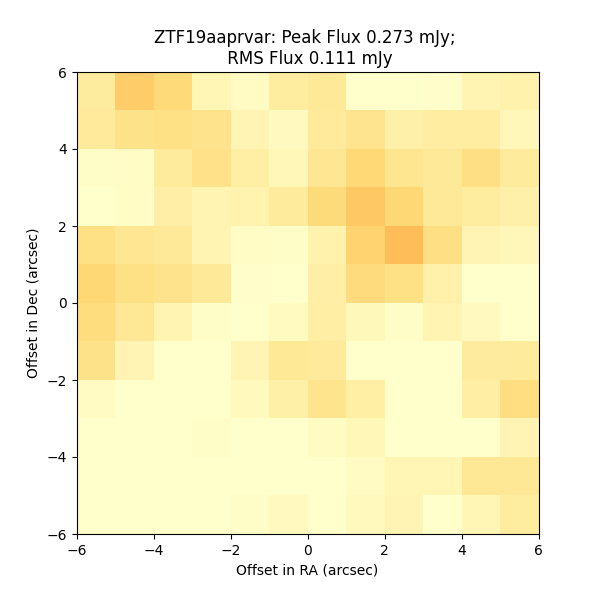 ZTF19aaprvar: Peak Flux 0.273 mJy;
RMS Flux 0.111 mJy
6
4
2
0
−2
−4
−6
Offset in Dec (arcsec)
−6 −4 −2 0 2 4 6
Offset in RA (arcsec)